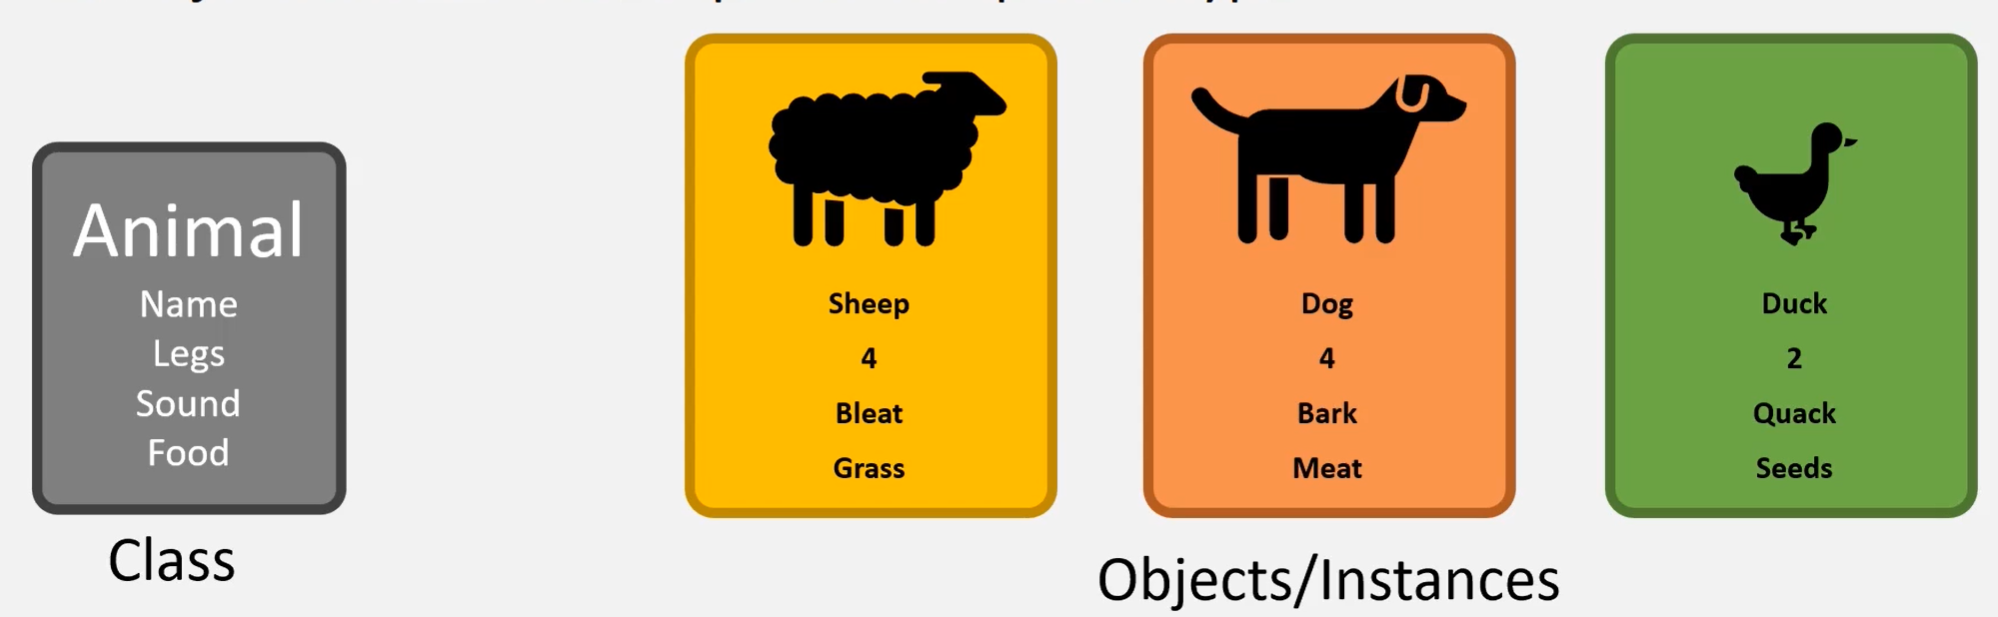 Animal
Name
Legs
Sound
Food
Class
Sheep
4
Bleat
Grass
Dog
4
Bark
Meat
Duck
2
Quack
Seeds
Objects/Instances